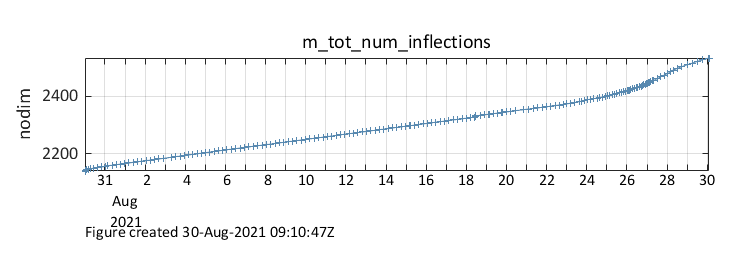 m_tot_num_inflections
nodim
2400
2200
31 2 4 6 8 10 12 14 16 18 20 22 24 26 28 30
Aug
2021
Figure created 30-Aug-2021 09:10:47Z